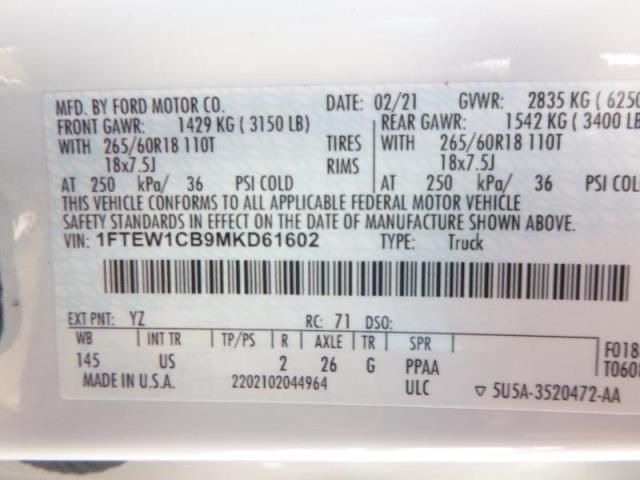 MFD. BY FORD MOTOR CO. DATE: 02/21 GVWR: 2835 KG ( 6250
FRONT GAWR: 1429 KG ( 3150 LB) REAR GAWR: 1542 KG ( 3400 LB
WITH 265/60R18 110T TIRES WITH 265/60R18 110T
18x7.5J RIMS 18x7.5J
AT 250 kPa/ 36 PSI COLD AT 250 kPa/ 36 PSI COL
THIS VEHICLE CONFORMS TO ALL APPLICABLE FEDERAL MOTOR VEHICLE
SAFETY STANDARDS IN EFFECT ON THE DATE OF MANUFACTURE SHOWN ABOVE.
VIN: 1FTEW1CB9MKD61602 TYPE: Truck
EXT PNT: YZ RC: 71 DSO:
WB INT TR TP/PS R AXLE TR SPR
145 US 2 26 G PPAA
F018
T060
MADE IN U.S.A. 2202102044964 ULC ▽ 5U5A-3520472-AA